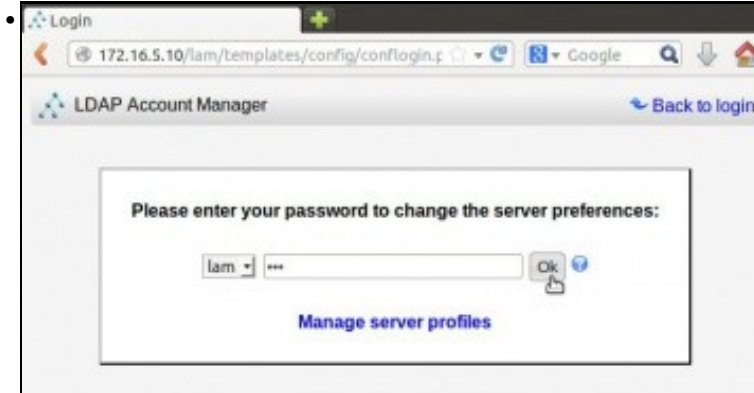 Login
172.16.5.10/lam/templates/config/conflogin.p
Google
LDAP Account Manager
Back to login
Please enter your password to change the server preferences:
lam
•••
Ok
Manage server profiles